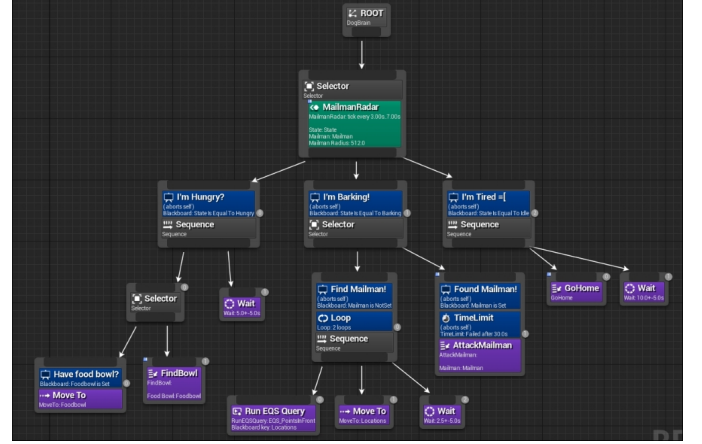 ROOT
DogBrain
Selector
Selector
MailmanRadar
MailmanRadar: tick every 3.00s..7.00s
State: State
Mailman: Mailman
Mailman Radius: 512.0
I'm Hungry?
( aborts self )
Blackboard: State Is Equal To Hungry
Sequence
Sequence
I'm Barking!
( aborts self )
Blackboard: State Is Equal To Barking
Selector
Selector
I'm Tired =[
( aborts self )
Blackboard: State Is Equal To Idle
Sequence
Sequence
Selector
Selector
Wait
Wait: 5.0+-5.0s
Find Mailman!
( aborts self )
Blackboard: Mailman is NotSet
Loop
Loop: 2 loops
Sequence
Sequence
Found Mailman!
( aborts self )
Blackboard: Mailman is Set
TimeLimit
( aborts self )
TimeLimit: Failed after 30.0s
AttackMailman
AttackMailman
Mailman: Mailman
GoHome
GoHome
Wait
Wait: 10.0+-5.0s
Have food bowl?
Blackboard: Foodbowl is Set
Move To
MoveTo: Foodbowl
FindBowl
FindBowl
Food Bowl: Foodbowl
Run EQS Query
Move To
MoveTo: Locations
Wait
Wait: 2.5+-5.0s
Blackboard key: Locations